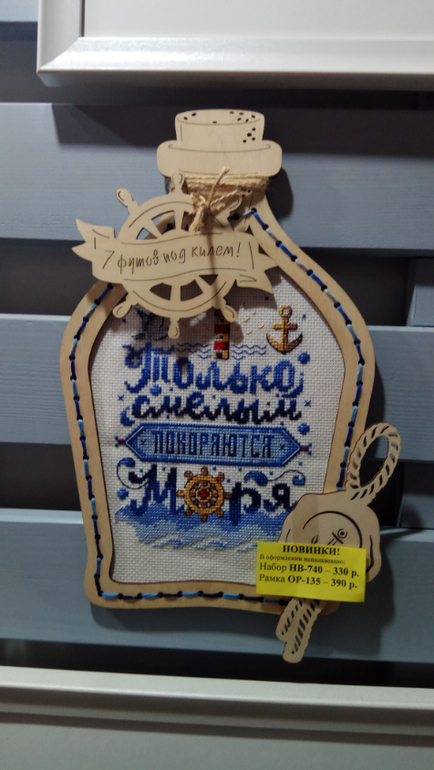 7 футов под килем!
Только
смелым
ПОКОРЯЮТСЯ
Моря
НОВИНКИ!
В оформлении использовано:
Набор НВ-740 – 330 р.
Рамка ОР-135 – 390 р.